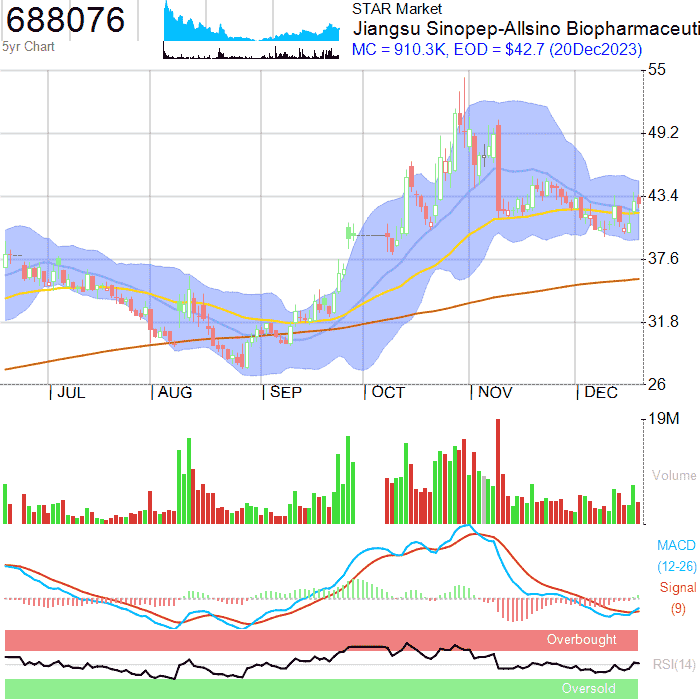 688076
5yr Chart
STAR Market
Jiangsu Sinopep-Allsino Biopharmaceuti
MC = 910.3K, EOD = $42.7 (20Dec2023)
55
49.2
43.4
37.6
31.8
26
| JUL | AUG | SEP | OCT | NOV | DEC
19M
Volume
MACD
(12-26)
Signal
(9)
Overbought
RSI(14)
Oversold